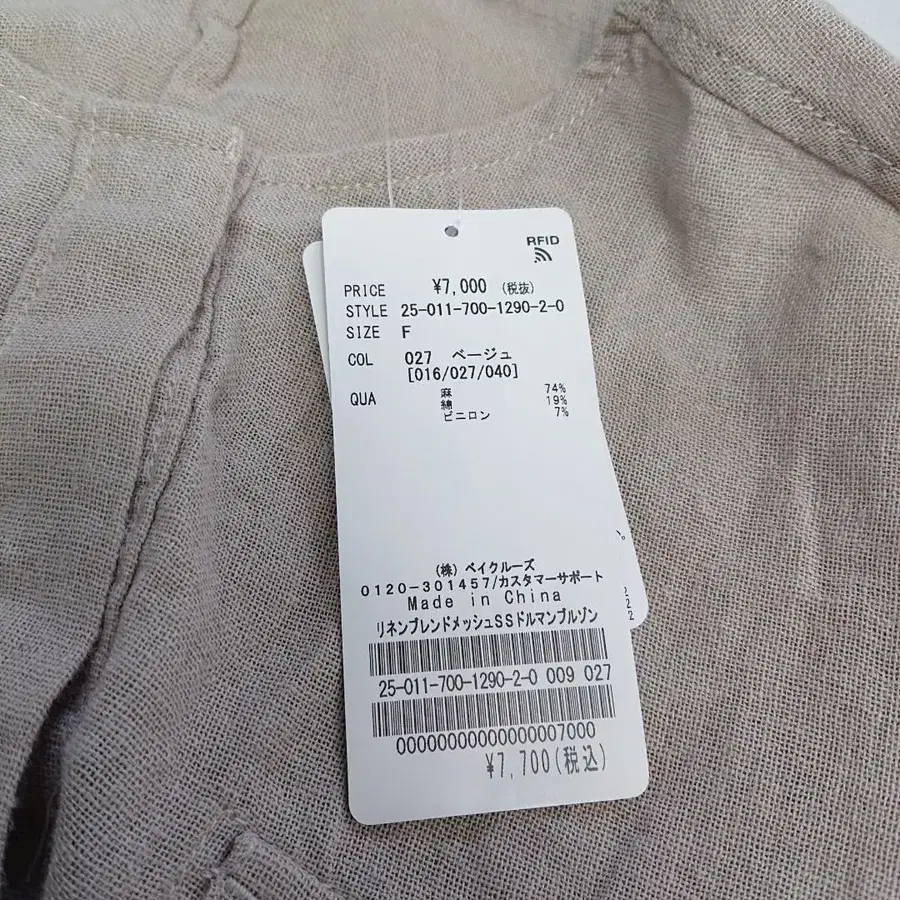 RFID
PRICE ¥7,000 (税抜)
STYLE 25-011-700-1290-2-0
SIZE F
COL 027 ベージュ
[016/027/040]
QUA 麻 74%
綿 19%
ビニロン 7%
(株) ベイクルーズ
0120-301457/カスタマーサポート
Made in China
リネンブレンドメッシュSSドルマンブルゾン
25-011-700-1290-2-0 009 027
00000000000000007000
¥7,700(税込)